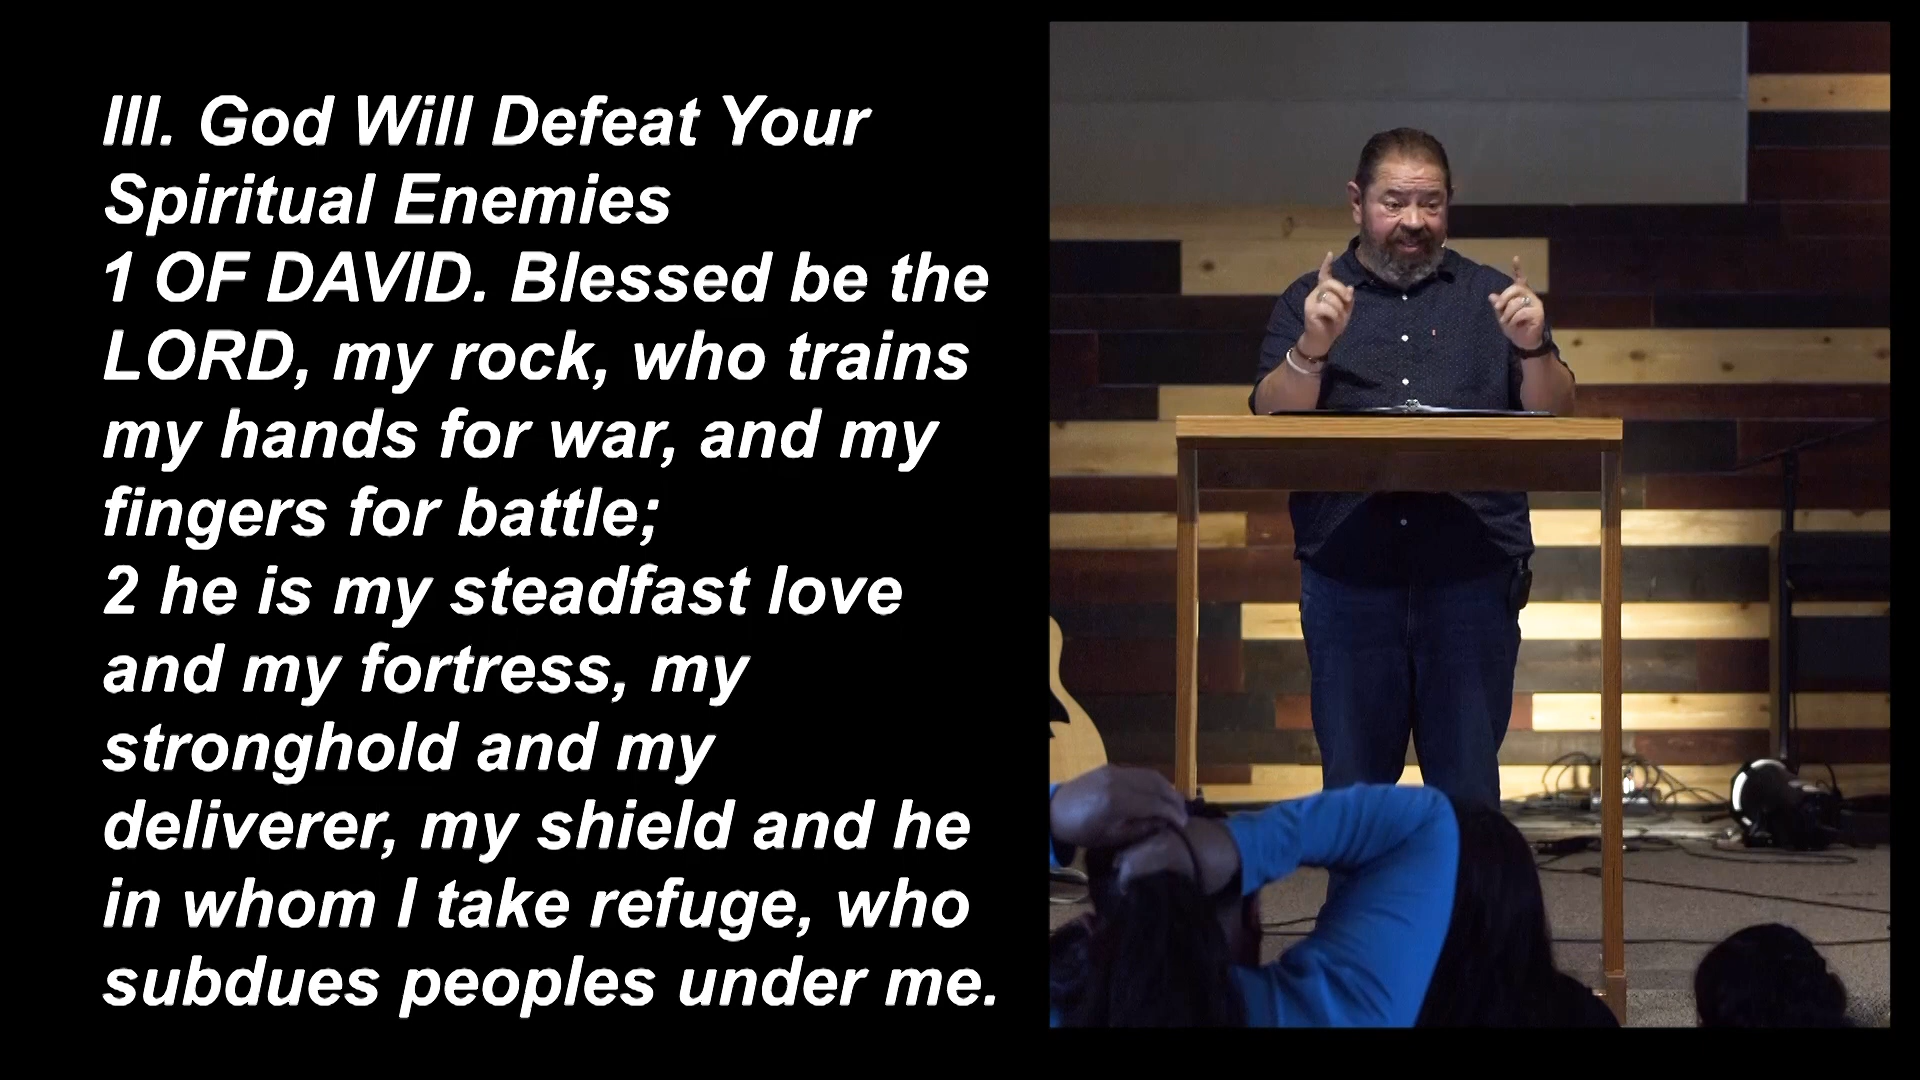 III. God Will Defeat Your
Spiritual Enemies
1 OF DAVID. Blessed be the
LORD, my rock, who trains
my hands for war, and my
fingers for battle;
2 he is my steadfast love
and my fortress, my
stronghold and my
deliverer, my shield and he
in whom I take refuge, who
subdues peoples under me.